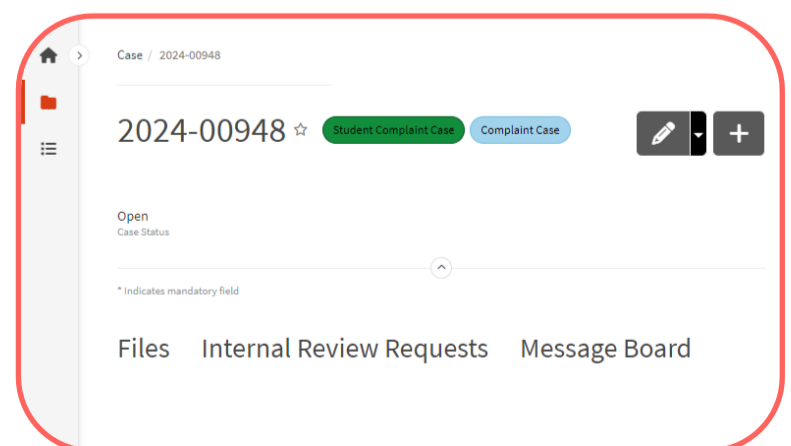 Case / 2024-00948
2024-00948 Student Complaint Case Complaint Case
Open
Case Status
* Indicates mandatory field
Files Internal Review Requests Message Board